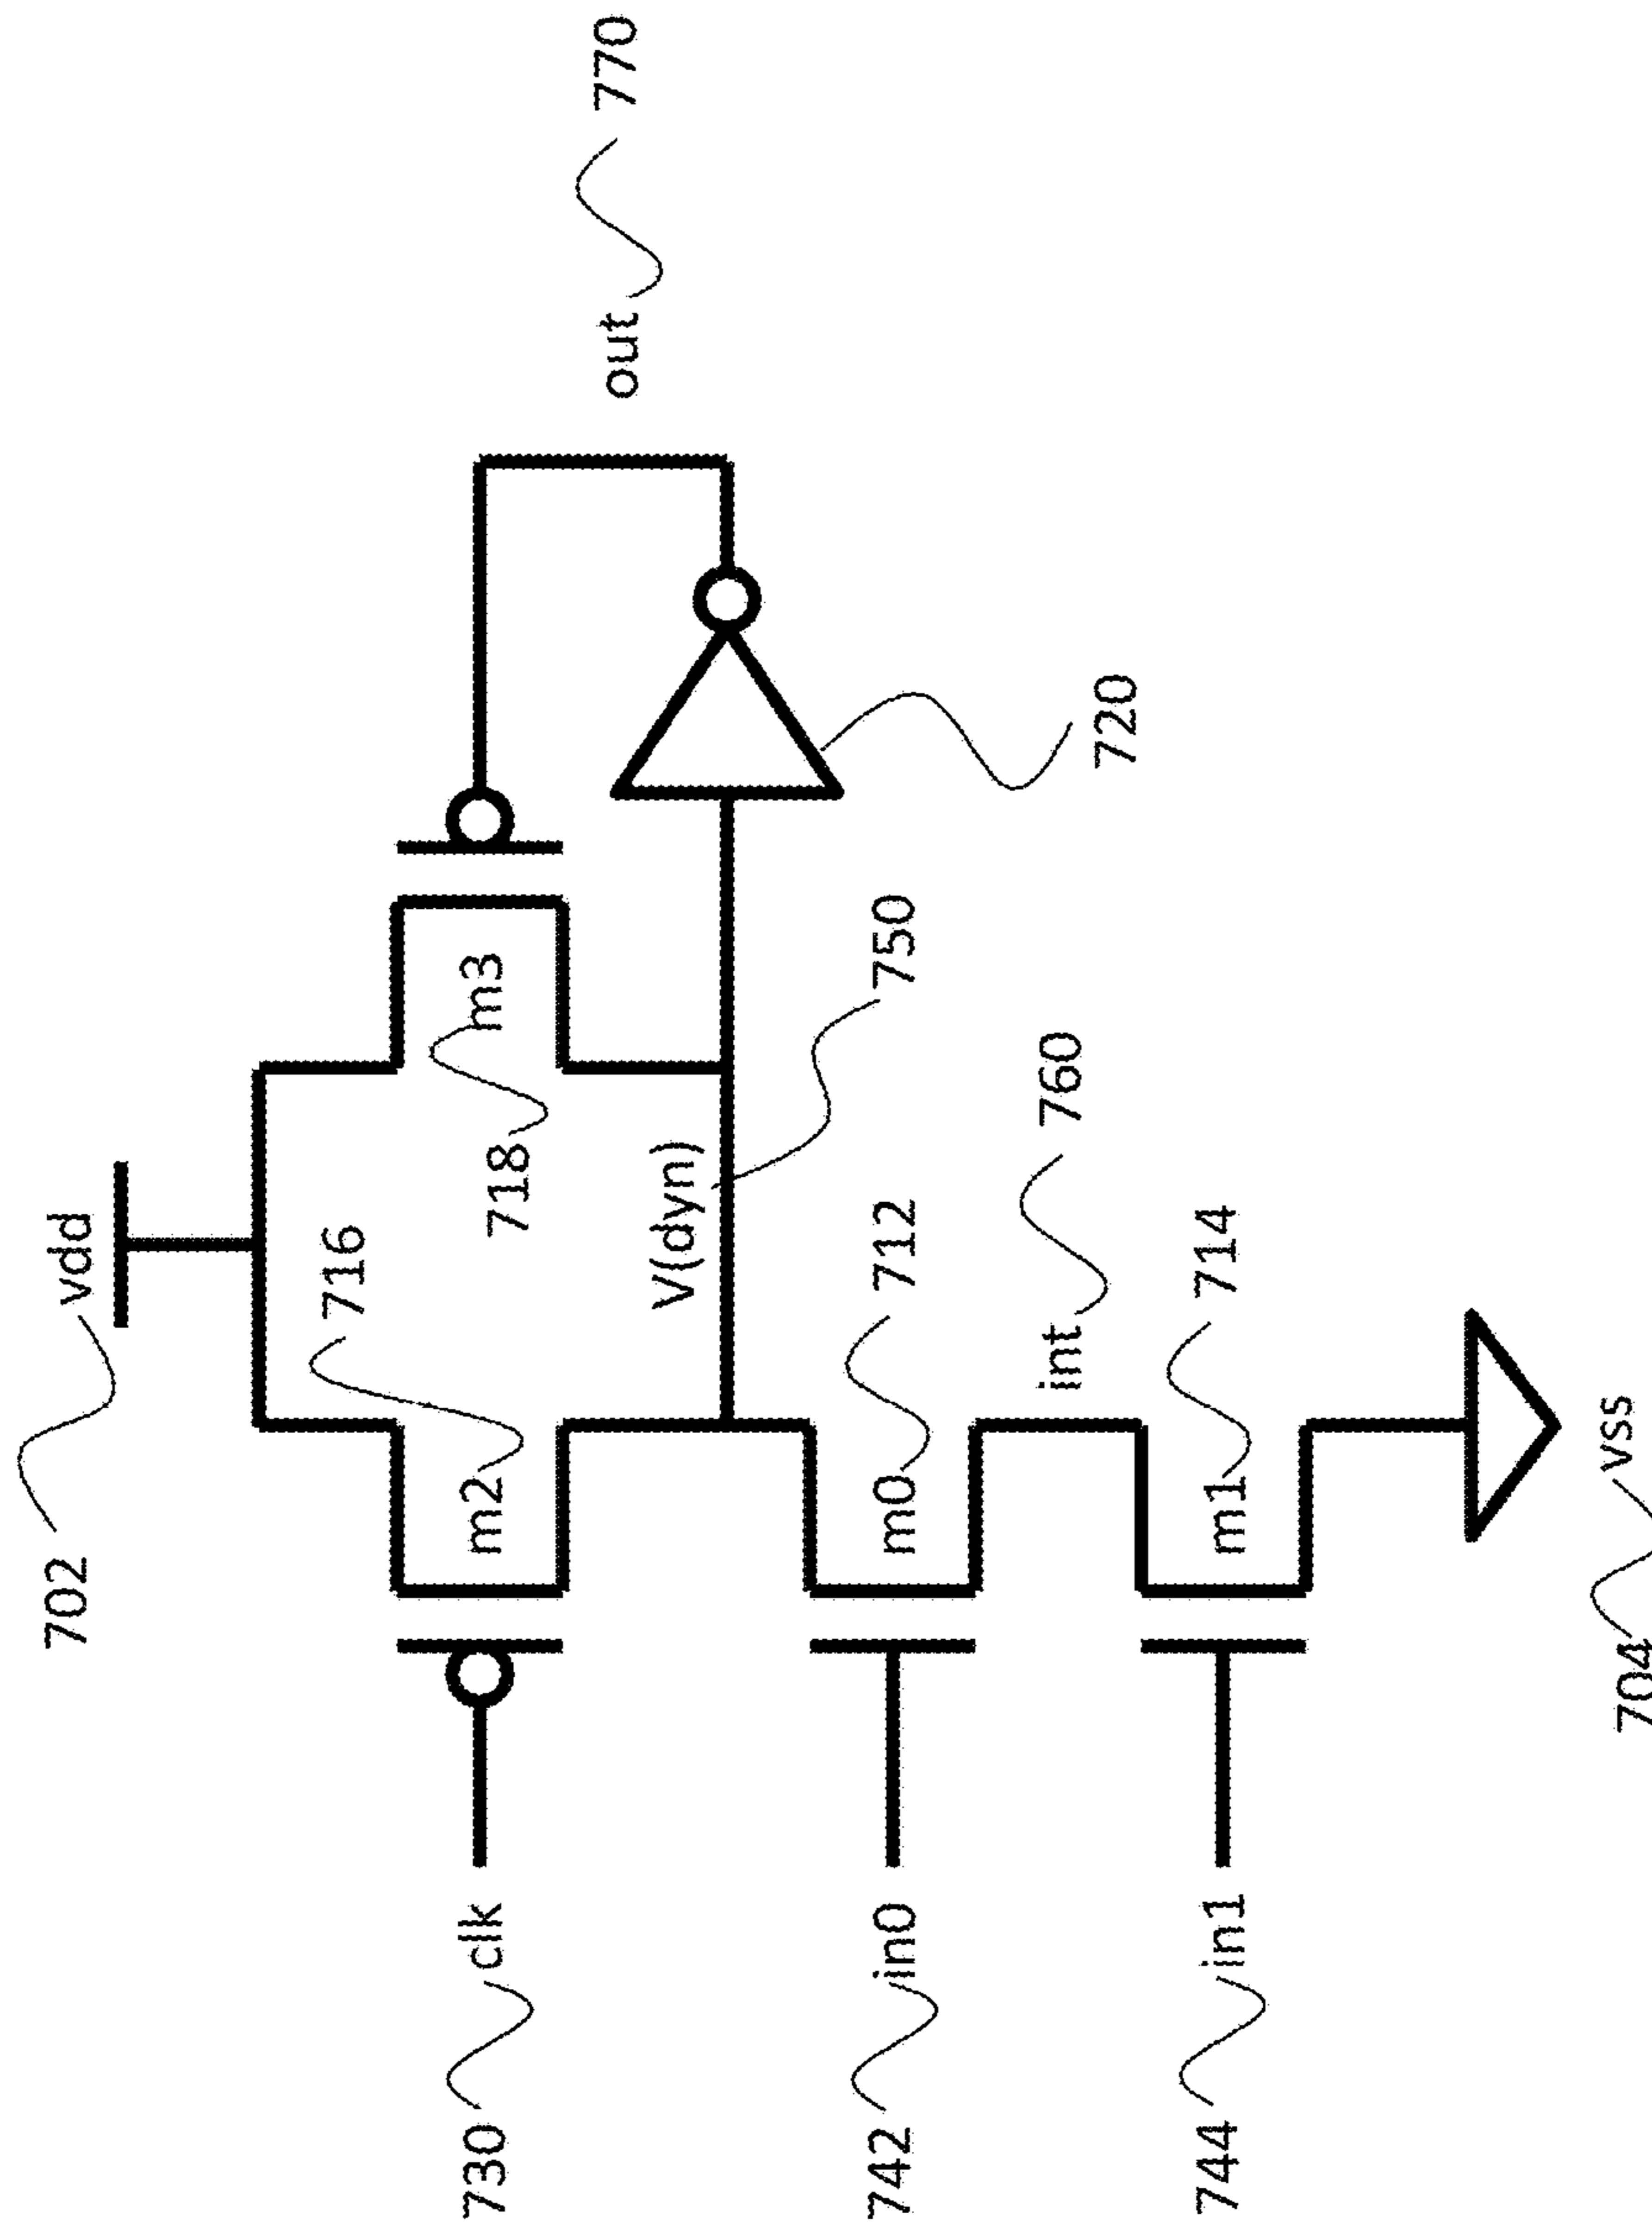 702
vdd
716
718
m3
770
730
clk
m2
out
V(dyn)
750
720
742
in0
m0
712
int
760
744
in1
m1
714
704
vss